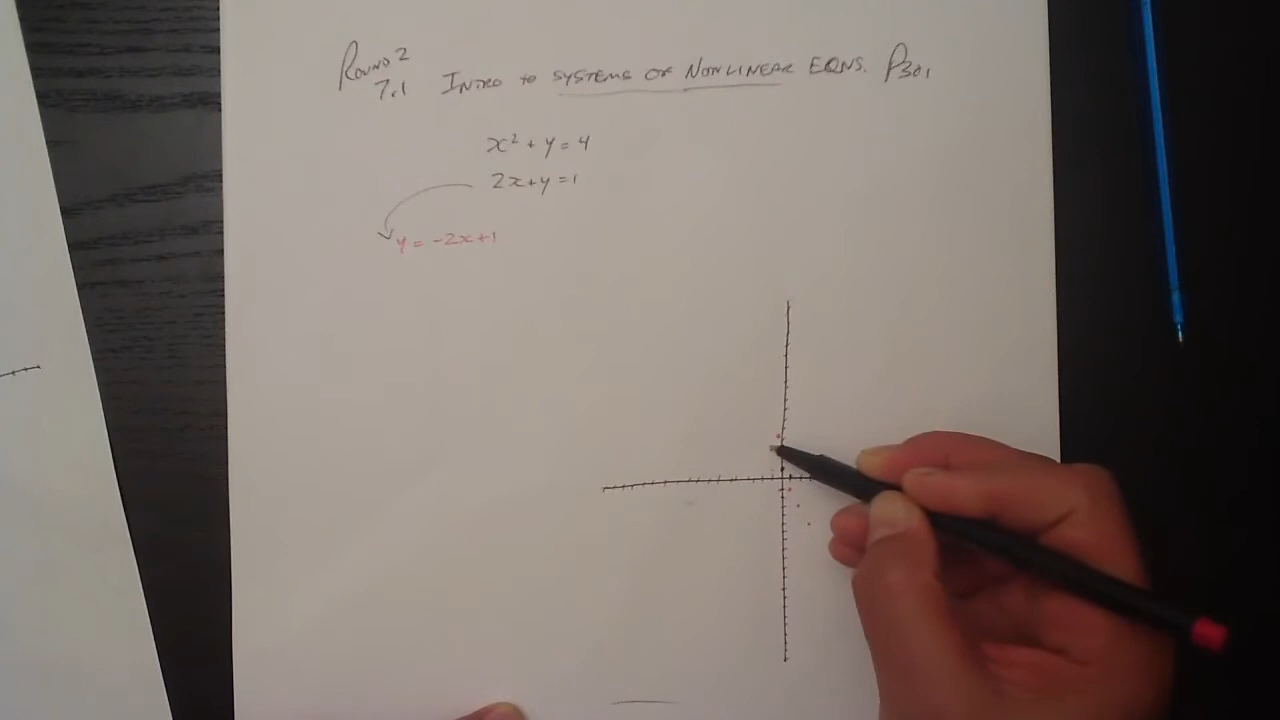 ROUND 2
7.1 INTRO to SYSTEMS OF NONLINEAR EQNS. P301
x² + y = 4
2x+y=1
y = -2x+1